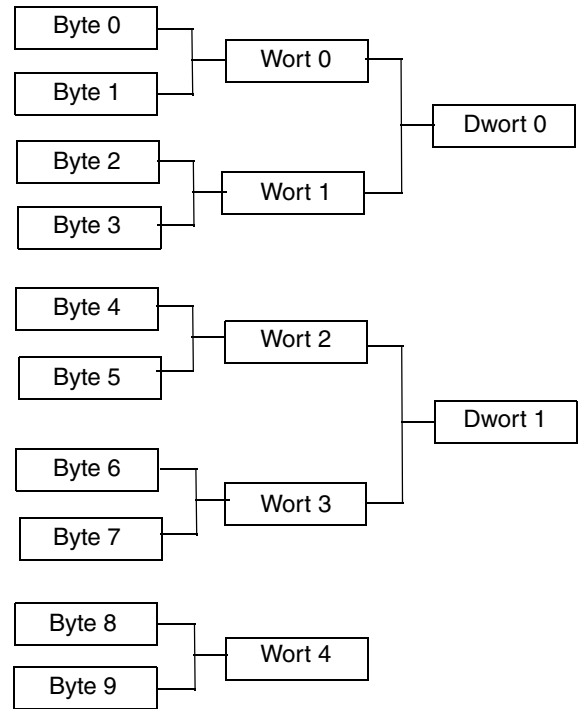 Byte 0
Wort 0
Byte 1
Dwort 0
Byte 2
Wort 1
Byte 3
Byte 4
Wort 2
Byte 5
Dwort 1
Byte 6
Wort 3
Byte 7
Byte 8
Wort 4
Byte 9